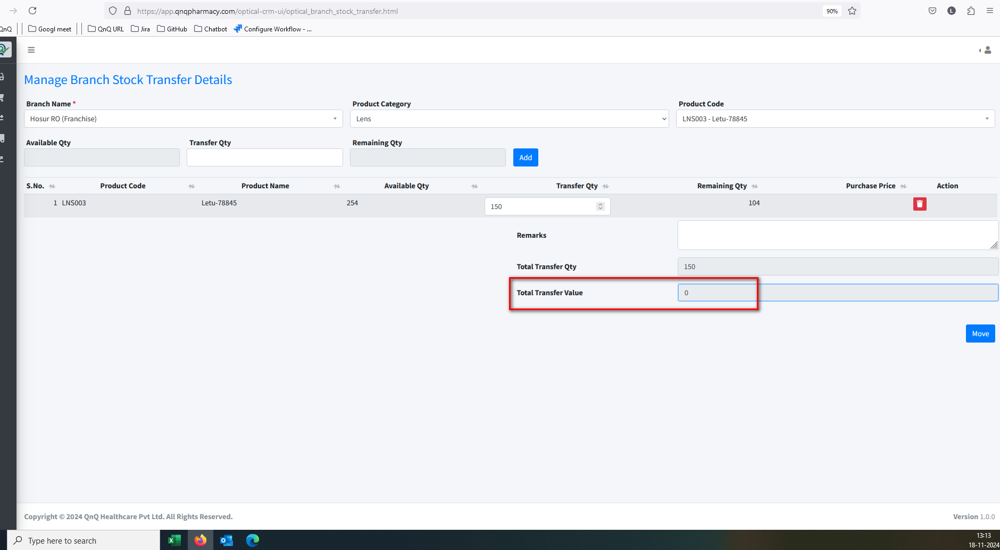 https://app.qnqpharmacy.com/optical-crm-ui/optical_branch_stock_transfer.html 90% L
QnQ Googl meet QnQ URL Jira GitHub Chatbot Configure Workflow - ...
Manage Branch Stock Transfer Details
Branch Name * Product Category Product Code
Hosur RO (Franchise) Lens LNS003 - Letu-78845
Available Qty Transfer Qty Remaining Qty
Add
S.No. Product Code Product Name Available Qty Transfer Qty Remaining Qty Purchase Price Action
1 LNS003 Letu-78845 254 150 104
Remarks
Total Transfer Qty 150
Total Transfer Value 0
Move
Copyright © 2024 QnQ Healthcare Pvt Ltd. All Rights Reserved. Version 1.0.0
Type here to search 13:13
18-11-2024